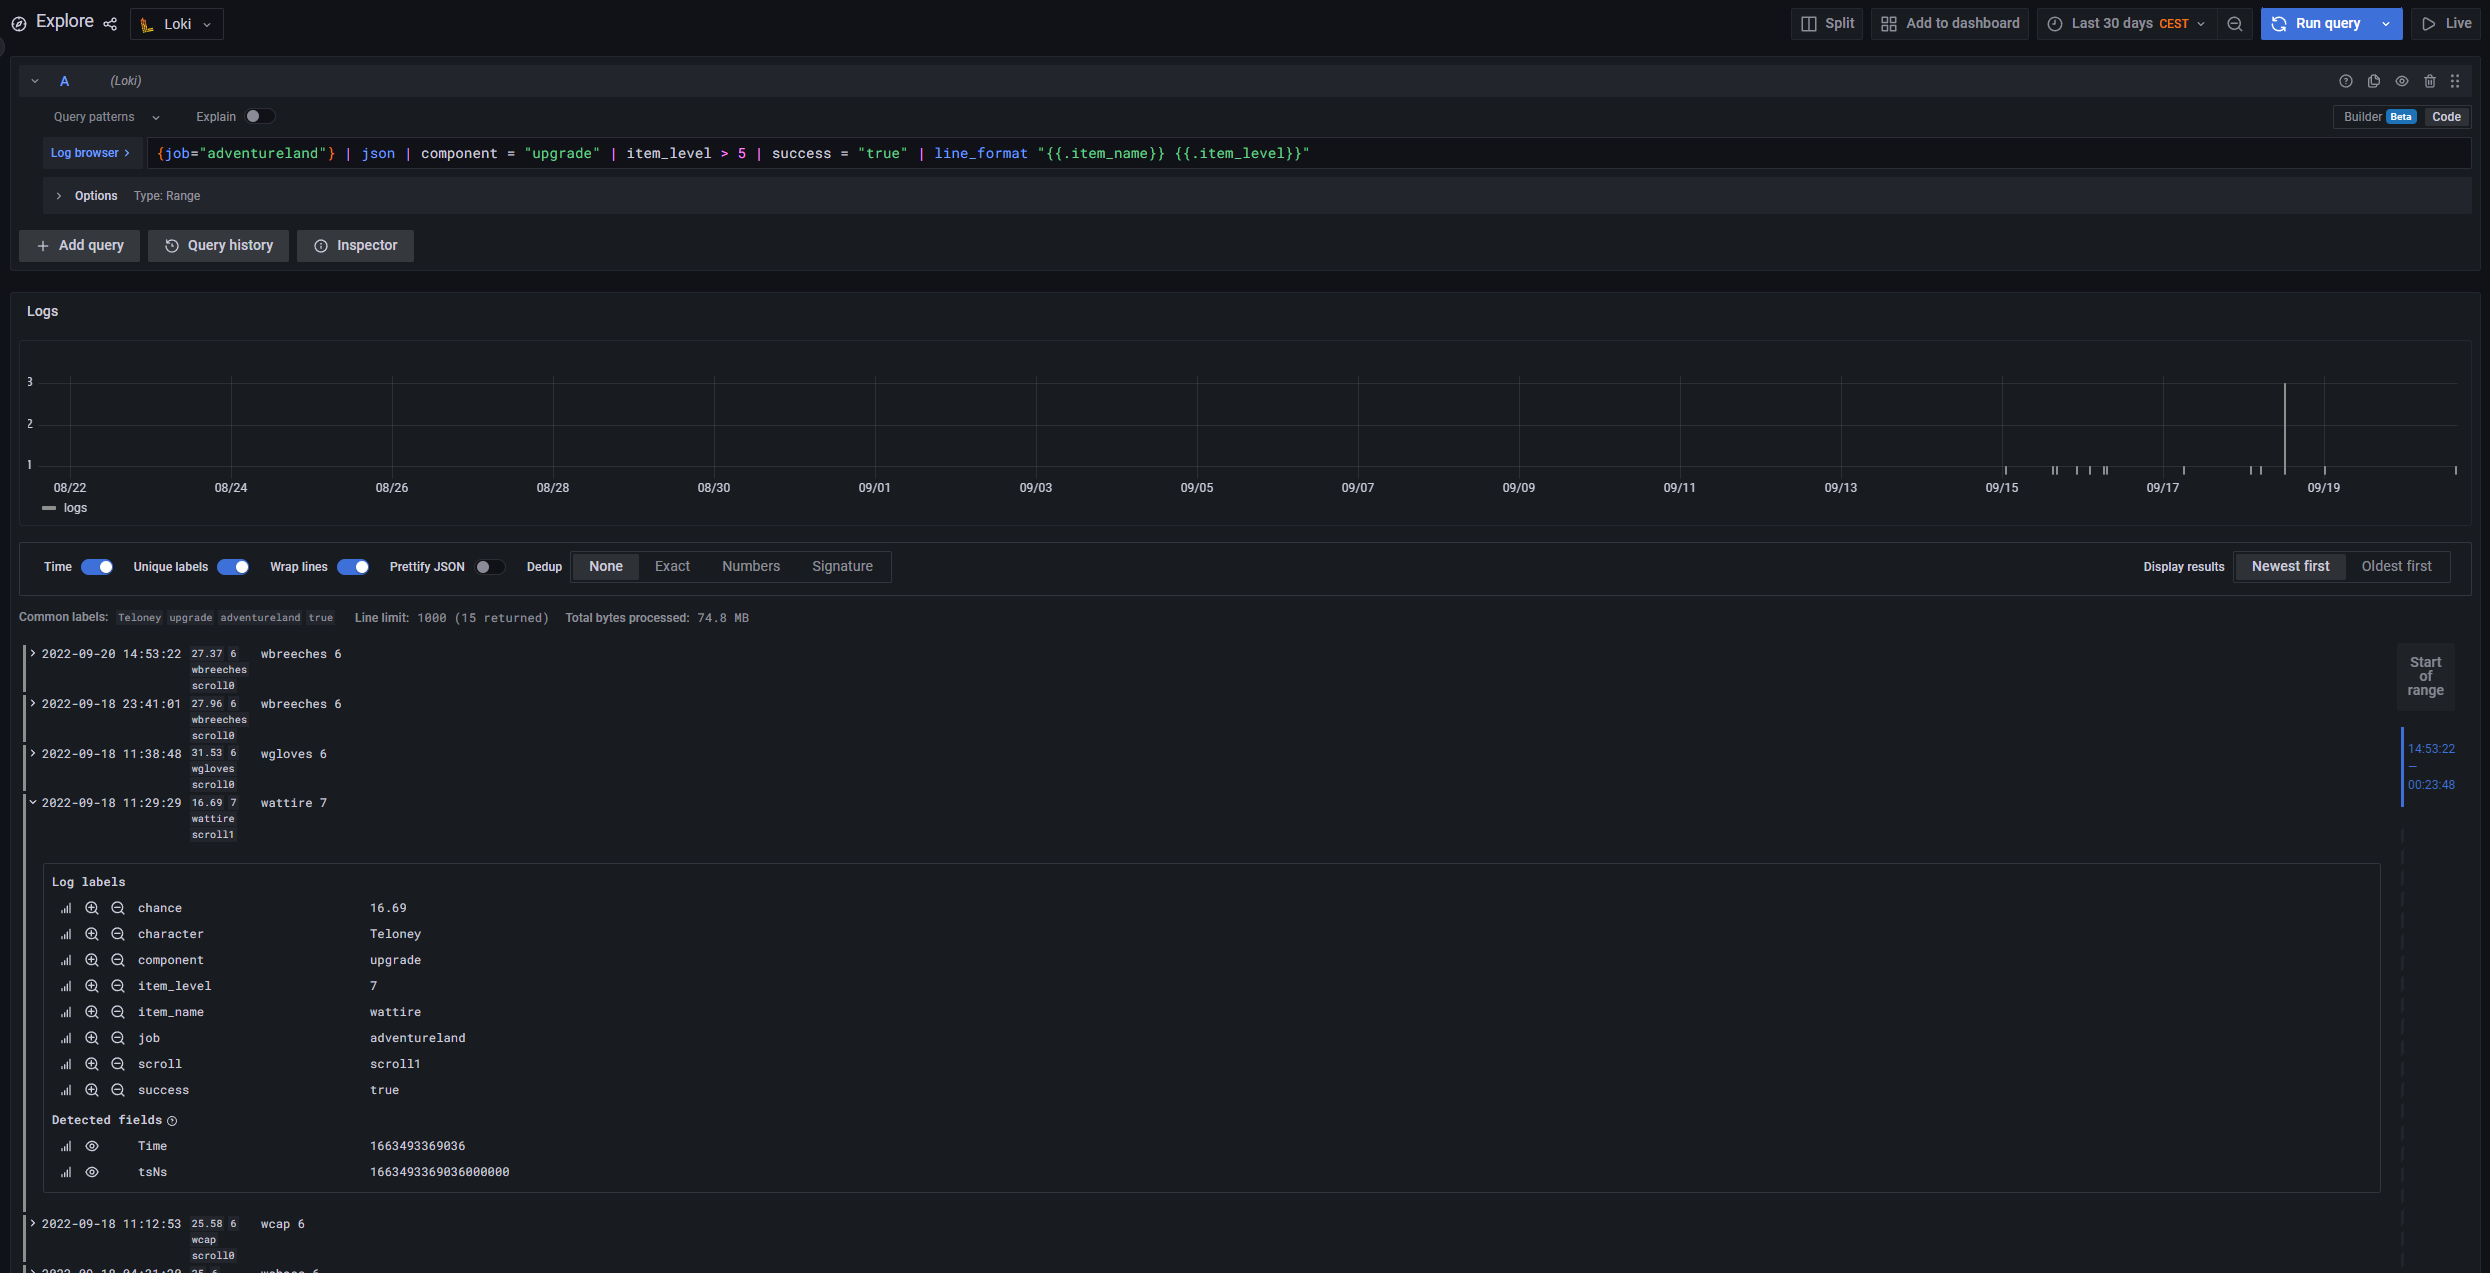 Explore Loki Split Add to dashboard Last 30 days CEST Run query Live
A (Loki)
Query patterns Explain Builder Beta Code
Log browser > {job="adventureland"} | json | component = "upgrade" | item_level > 5 | success = "true" | line_format "{{.item_name}} {{.item_level}}"
> Options Type: Range
+ Add query Query history Inspector
Logs
3
2
1
08/22 08/24 08/26 08/28 08/30 09/01 09/03 09/05 09/07 09/09 09/11 09/13 09/15 09/17 09/19
logs
Time Unique labels Wrap lines Prettify JSON Dedup None Exact Numbers Signature Display results Newest first Oldest first
Common labels: Teloney upgrade adventureland true Line limit: 1000 (15 returned) Total bytes processed: 74.8 MB
2022-09-20 14:53:22 27.37 6 wbreeches 6
wbreeches
scroll0
2022-09-18 23:41:01 27.96 6 wbreeches 6
wbreeches
scroll0
2022-09-18 11:38:48 31.53 6 wgloves 6
wgloves
scroll0
2022-09-18 11:29:29 16.69 7 wattire 7
wattire
scroll1
Start
of
range
14:53:22
—
00:23:48
Log labels
chance 16.69
character Teloney
component upgrade
item_level 7
item_name wattire
job adventureland
scroll scroll1
success true
Detected fields
Time 1663493369036
tsNs 1663493369036000000
2022-09-18 11:12:53 25.58 6 wcap 6
wcap
scroll0